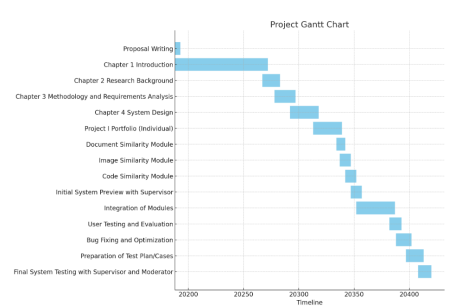 Project Gantt Chart
Proposal Writing
Chapter 1 Introduction
Chapter 2 Research Background
Chapter 3 Methodology and Requirements Analysis
Chapter 4 System Design
Project I Portfolio (Individual)
Document Similarity Module
Image Similarity Module
Code Similarity Module
Initial System Preview with Supervisor
Integration of Modules
User Testing and Evaluation
Bug Fixing and Optimization
Preparation of Test Plan/Cases
Final System Testing with Supervisor and Moderator
20200 20250 20300 20350 20400
Timeline